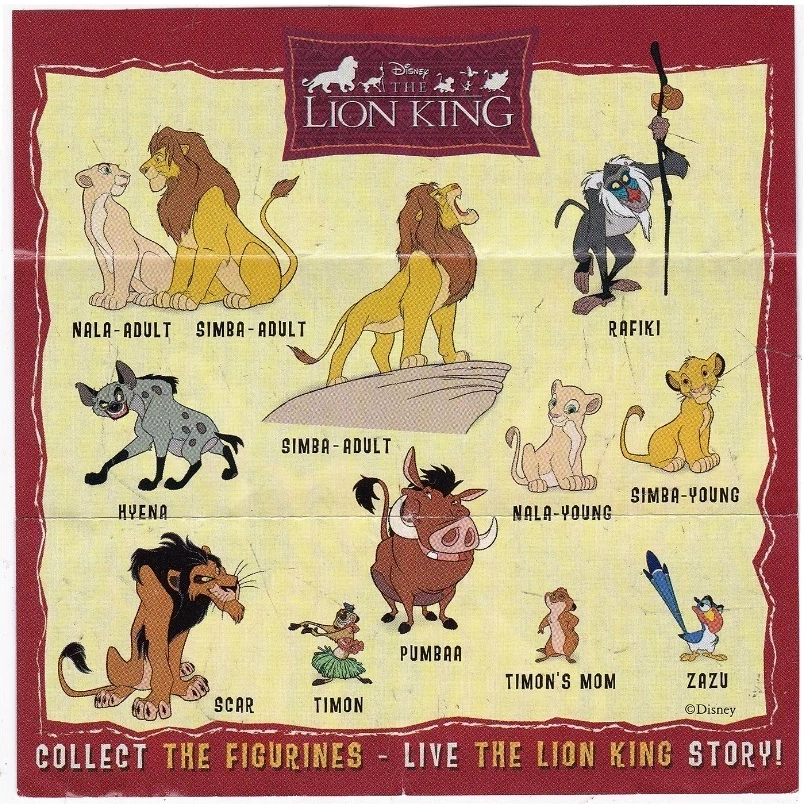 Disney
THE
LION KING
NALA-ADULT SIMBA-ADULT
RAFIKI
SIMBA-ADULT
HYENA
NALA-YOUNG
SIMBA-YOUNG
PUMBAA
SCAR
TIMON
TIMON'S MOM
ZAZU
©Disney
COLLECT THE FIGURINES - LIVE THE LION KING STORY!